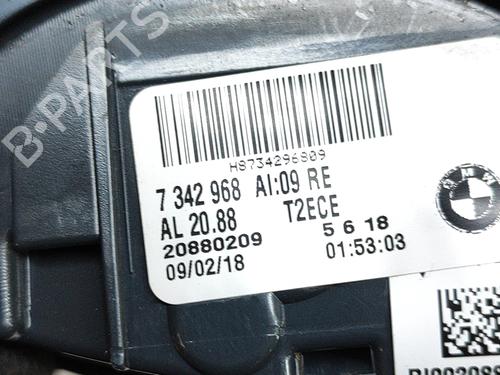 B-PARTS
H8734296809
7 342 968 AI:09 RE
AL 20.88 T2ECE
20880209 5 6 18
09/02/18 01:53:03
BMW